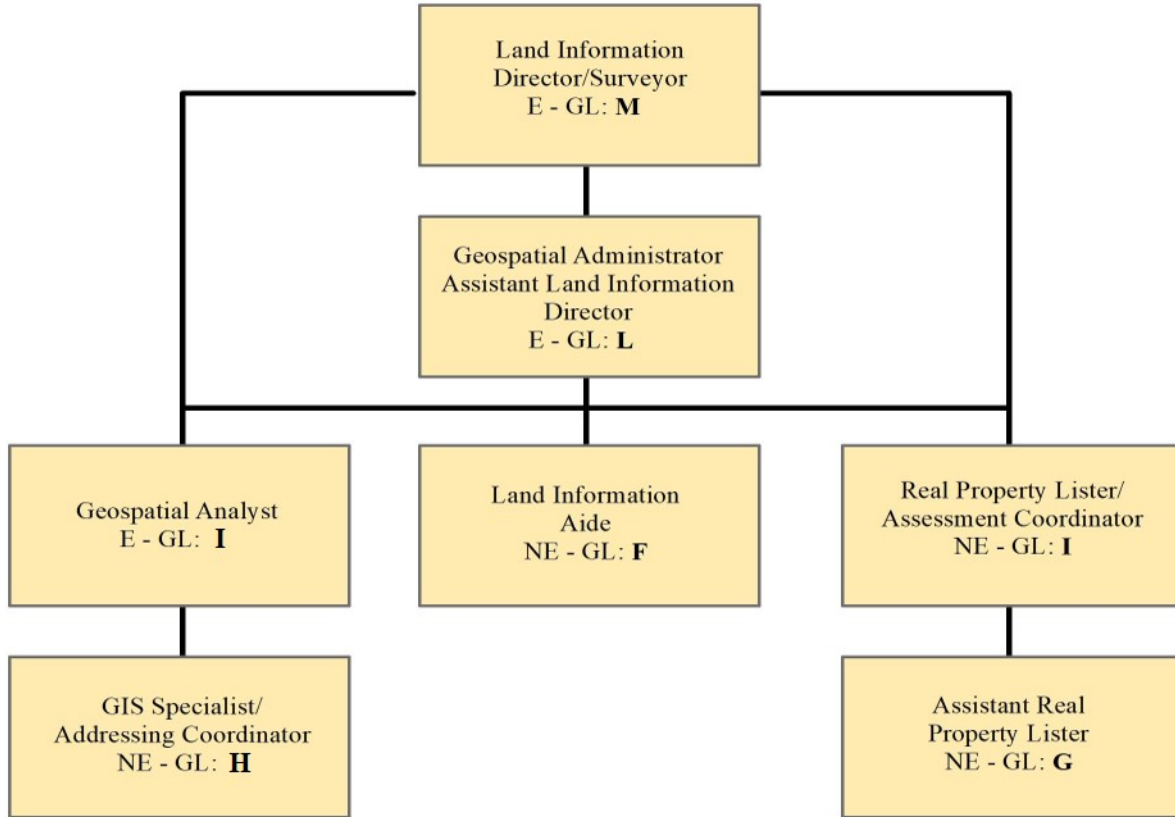 Land Information
Director/Surveyor
E - GL: M
Geospatial Administrator
Assistant Land Information
Director
E - GL: L
Geospatial Analyst
E - GL: I
Land Information
Aide
NE - GL: F
Real Property Lister/
Assessment Coordinator
NE - GL: I
GIS Specialist/
Addressing Coordinator
NE - GL: H
Assistant Real
Property Lister
NE - GL: G